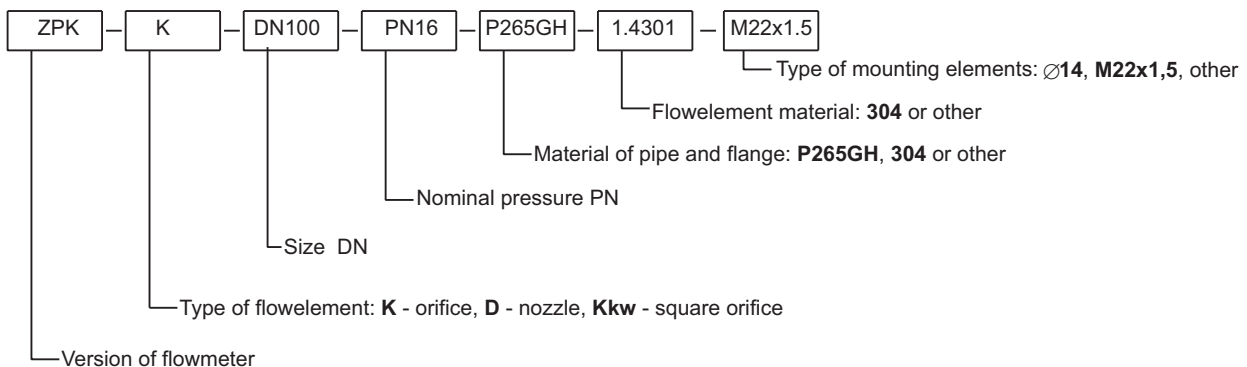 ZPK – K – DN100 – PN16 – P265GH – 1.4301 – M22x1.5
Type of mounting elements: ∅14, M22x1,5, other
Flowelement material: 304 or other
Material of pipe and flange: P265GH, 304 or other
Nominal pressure PN
Size DN
Type of flowelement: K - orifice, D - nozzle, Kkw - square orifice
Version of flowmeter